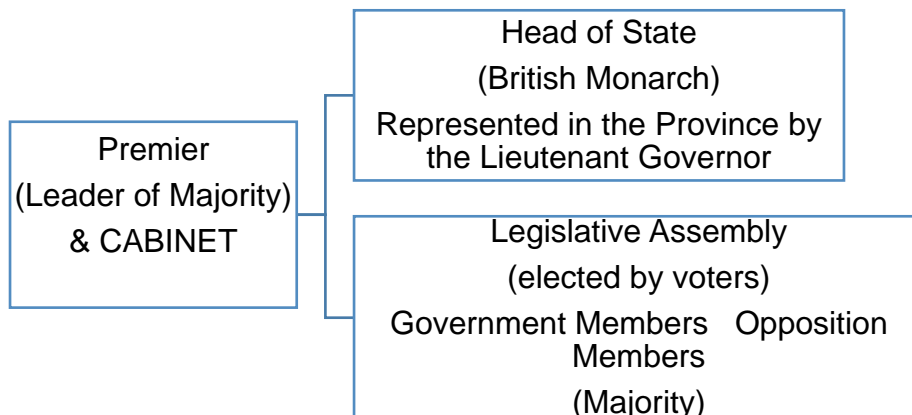 Head of State
(British Monarch)
Represented in the Province by
the Lieutenant Governor
Premier
(Leader of Majority)
& CABINET
Legislative Assembly
(elected by voters)
Government Members Opposition
Members
(Majority)